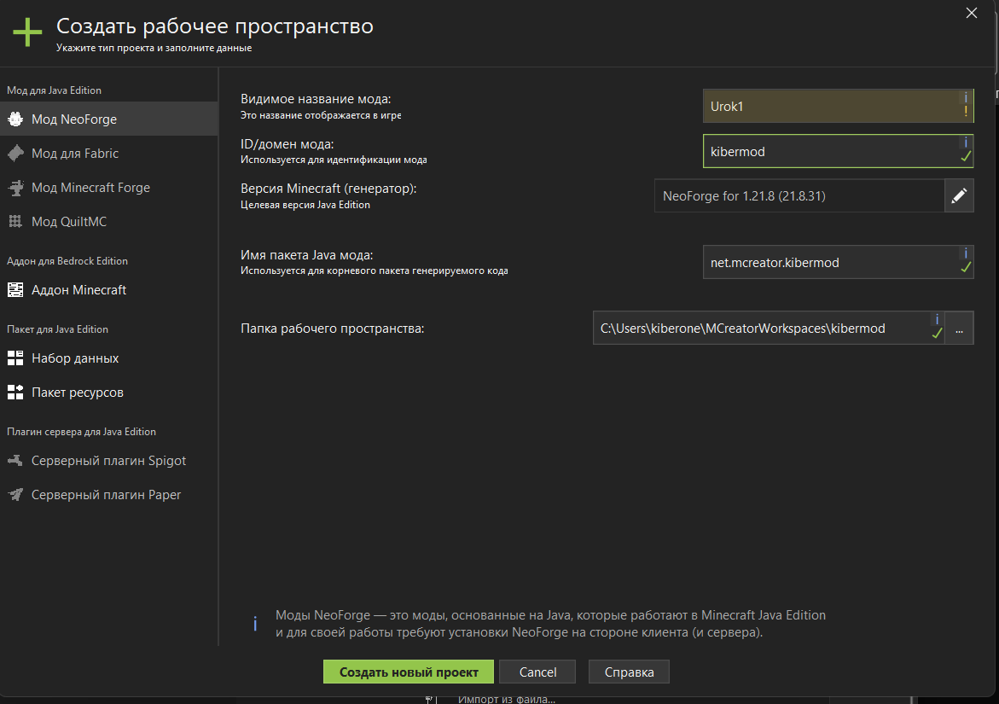 Создать рабочее пространство
Укажите тип проекта и заполните данные
Мод для Java Edition
Мод NeoForge
Мод для Fabric
Мод Minecraft Forge
Мод QuiltMC
Аддон для Bedrock Edition
Аддон Minecraft
Пакет для Java Edition
Набор данных
Пакет ресурсов
Плагин сервера для Java Edition
Серверный плагин Spigot
Серверный плагин Paper
Видимое название мода:
Это название отображается в игре
Urok1
ID/домен мода:
Используется для идентификации мода
kibermod
Версия Minecraft (генератор):
Целевая версия Java Edition
NeoForge for 1.21.8 (21.8.31)
Имя пакета Java мода:
Используется для корневого пакета генерируемого кода
net.mcreator.kibermod
Папка рабочего пространства:
C:\Users\kiberone\MCreatorWorkspaces\kibermod
...
Моды NeoForge — это моды, основанные на Java, которые работают в Minecraft Java Edition
и для своей работы требуют установки NeoForge на стороне клиента (и сервера).
Создать новый проект
Cancel
Справка
Импорт из файла...